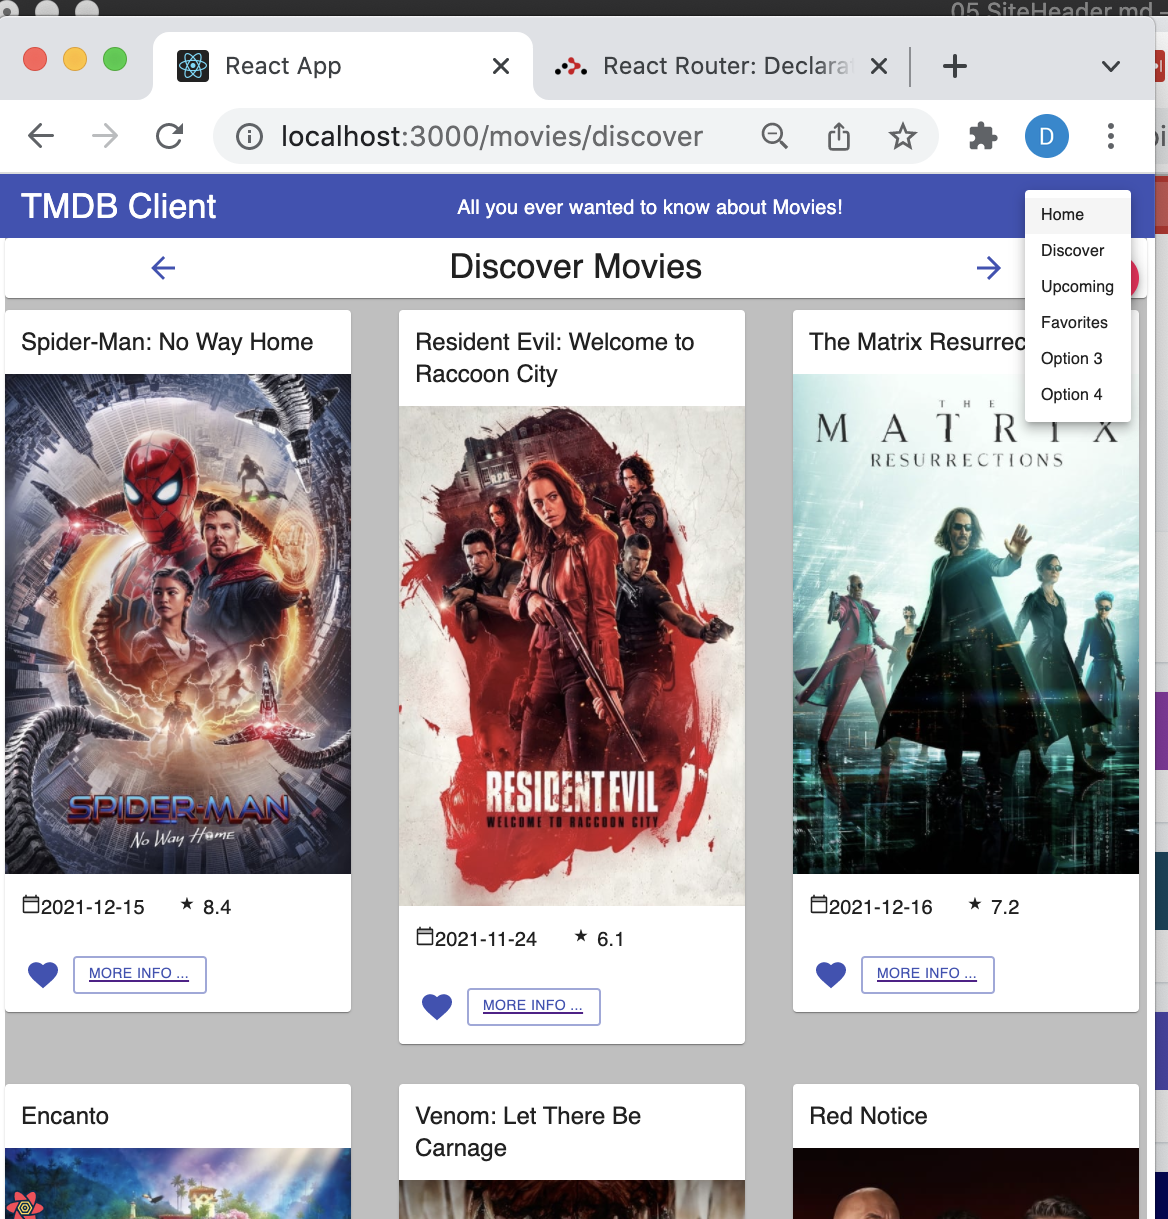 05 SiteHeader.md
React App
React Router: Declarat
localhost:3000/movies/discover
D
TMDB Client
All you ever wanted to know about Movies!
Home
Discover
Upcoming
Favorites
Option 3
Option 4
Discover Movies
Spider-Man: No Way Home
Resident Evil: Welcome to
Raccoon City
The Matrix Resurrec
SPIDER-MAN
No Way Home
RESIDENT EVIL
WELCOME TO RACCOON CITY
THE
MATRIX
RESURRECTIONS
2021-12-15 ★ 8.4
2021-11-24 ★ 6.1
2021-12-16 ★ 7.2
MORE INFO ...
MORE INFO ...
MORE INFO ...
Encanto
Venom: Let There Be
Carnage
Red Notice